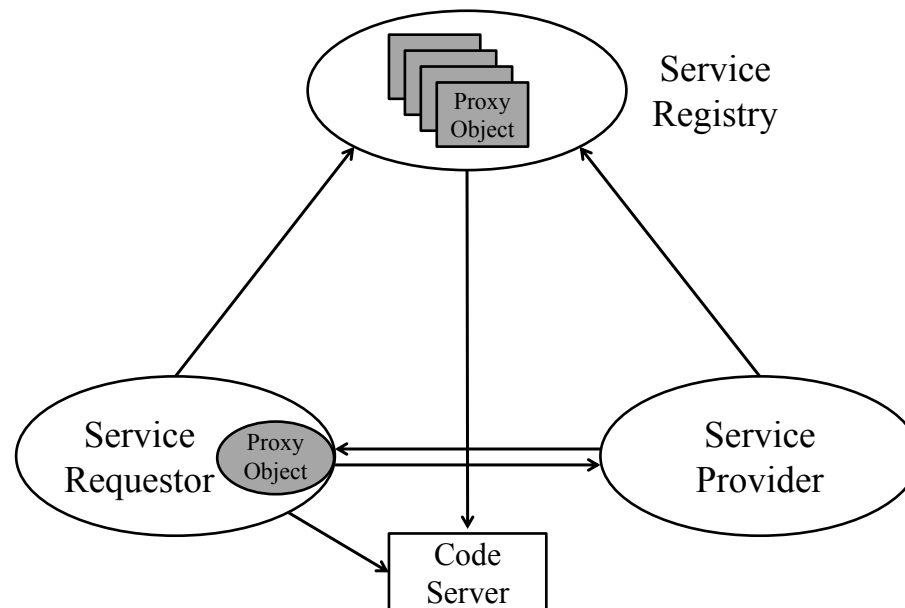 Proxy
Object
Service
Registry
Service
Requestor
Proxy
Object
Service
Provider
Code
Server